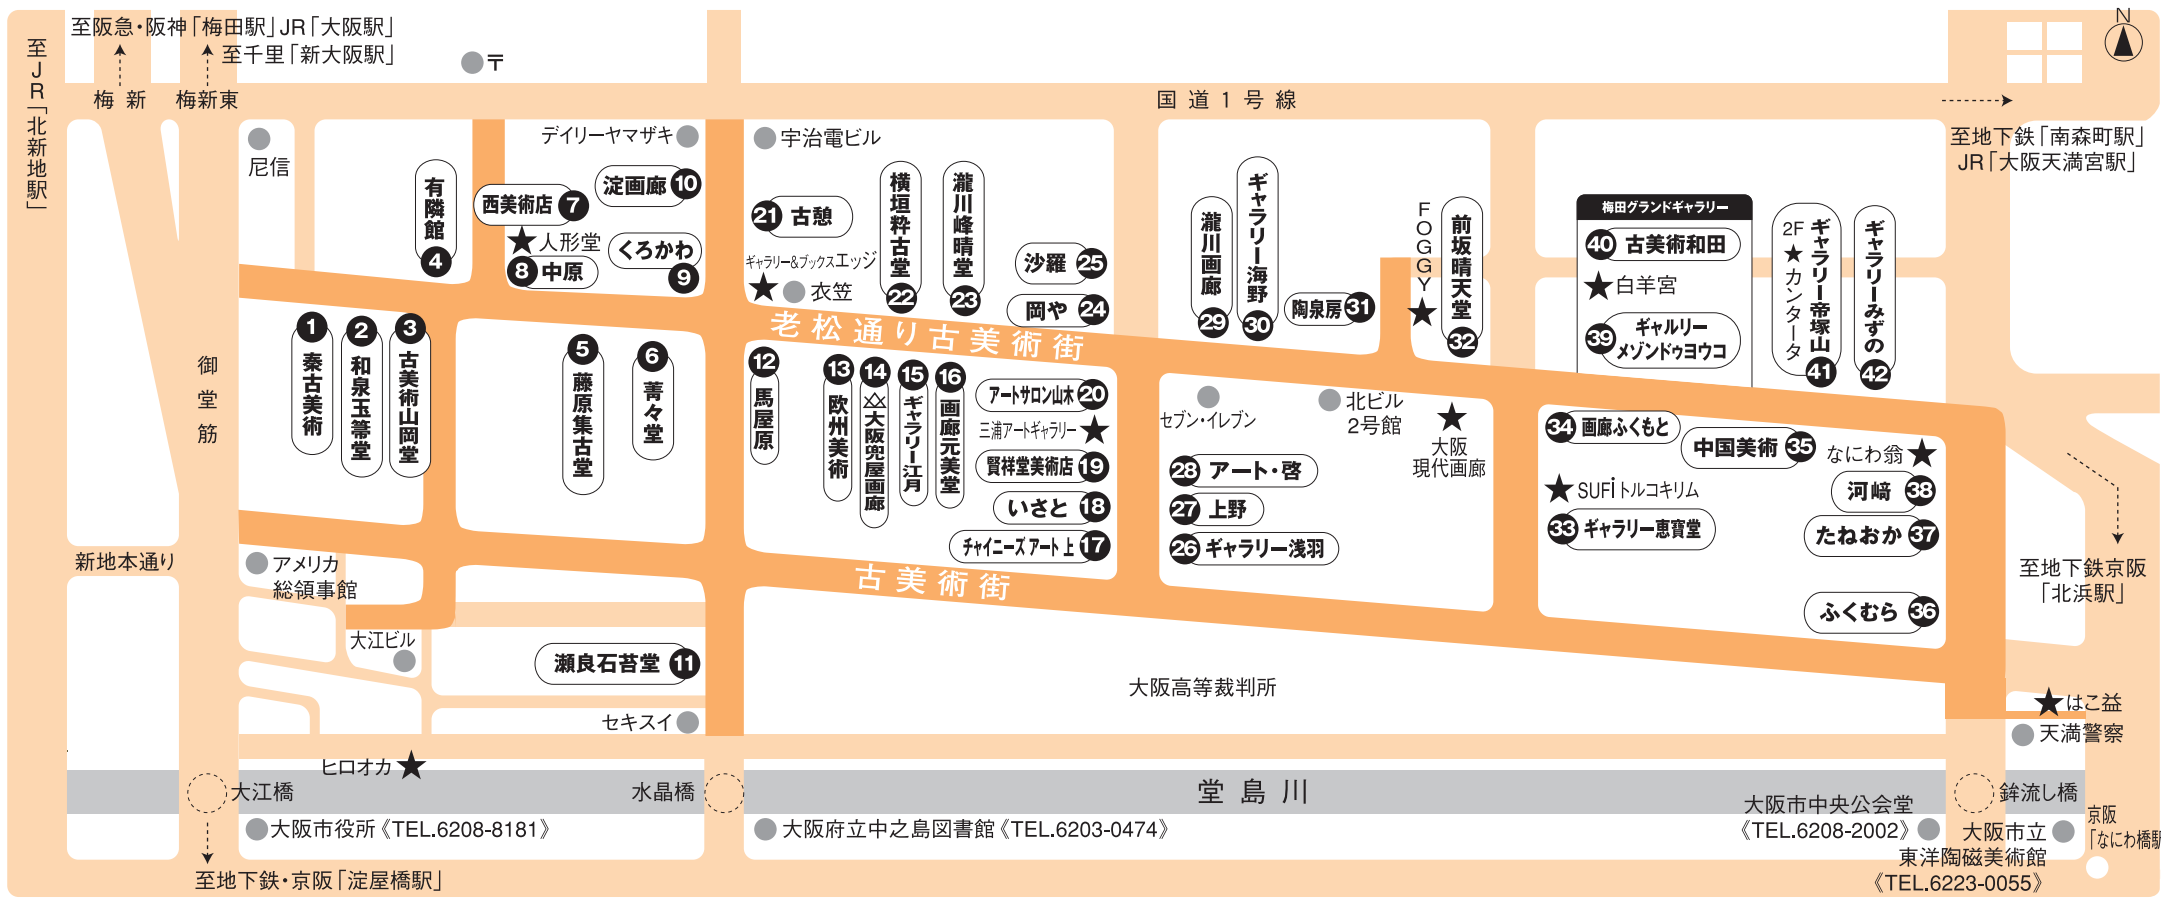 至阪急・阪神「梅田駅」JR「大阪駅」
至千里「新大阪駅」
至JR「北新地駅」
〒
N
梅新
梅新東
国道1号線
至地下鉄「南森町駅」
JR「大阪天満宮駅」
尼信
デイリーヤマザキ
宇治電ビル
有隣館 4
西美術店 7
淀画廊 10
★人形堂
8 中原
くろかわ 9
21 古憩
ギャラリー&ブックスエッジ
★
衣笠
横垣粋古堂 22
瀧川峰晴堂 23
沙羅 25
岡や 24
瀧川画廊 29
ギャラリー海野 30
陶泉房 31
FOGGY ★
前坂晴天堂 32
梅田グランドギャラリー
40 古美術和田
★白羊宮
39 ギャルリー
メゾンドゥヨウコ
2F
★カンタータ
ギャラリー帝塚山 41
ギャラリーみずの 42
老松通り古美術街
御堂筋
1 秦古美術
2 和泉玉箒堂
3 古美術山岡堂
5 藤原集古堂
6 菁々堂
12 馬屋原
13 欧州美術
14 大阪兜屋画廊
15 ギャラリー江月
16 画廊元美堂
アートサロン山木 20
三浦アートギャラリー★
賢祥堂美術店 19
いさと 18
チャイニーズ アート上 17
セブン・イレブン
北ビル
2号館
★
大阪
現代画廊
28 アート・啓
27 上野
26 ギャラリー浅羽
34 画廊ふくもと
中国美術 35
なにわ翁★
★SUFiトルコキリム
河﨑 38
33 ギャラリー恵寶堂
たねおか 37
ふくむら 36
至地下鉄京阪
「北浜駅」
新地本通り
アメリカ
総領事館
古美術街
大江ビル
瀬良石苔堂 11
大阪高等裁判所
セキスイ
★はこ益
天満警察
ヒロオカ★
大江橋
水晶橋
堂島川
鉾流し橋
大阪市役所《TEL.6208-8181》
大阪府立中之島図書館《TEL.6203-0474》
大阪市中央公会堂
《TEL.6208-2002》
大阪市立
東洋陶磁美術館
《TEL.6223-0055》
京阪
「なにわ橋駅
至地下鉄・京阪「淀屋橋駅」